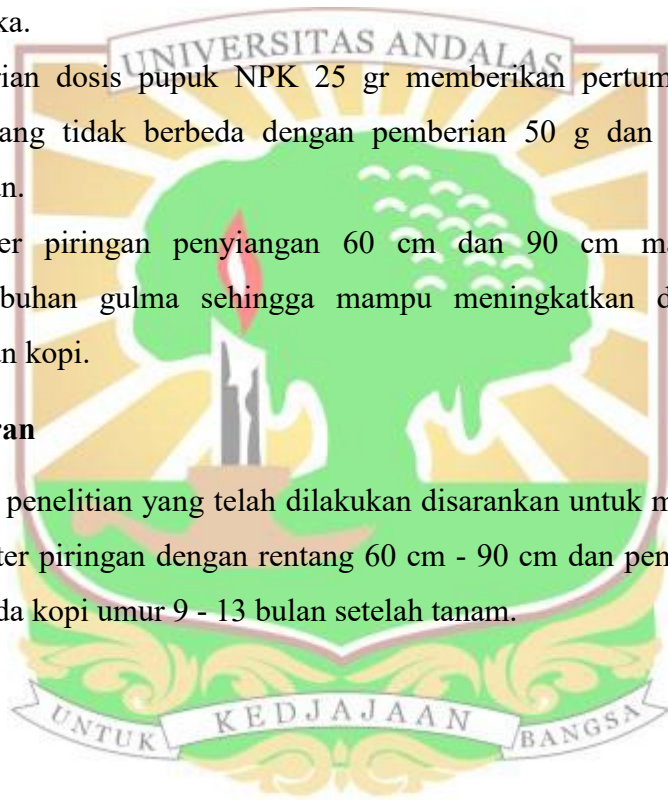 ka.
UNIVERSITAS ANDALAS
rian dosis pupuk NPK 25 gr memberikan pertum
ang tidak berbeda dengan pemberian 50 g dan
an.
er piringan penyiangan 60 cm dan 90 cm ma
buhan gulma sehingga mampu meningkatkan d
n kopi.
ran
penelitian yang telah dilakukan disarankan untuk m
ter piringan dengan rentang 60 cm - 90 cm dan pen
da kopi umur 9 - 13 bulan setelah tanam.
UNTUK KEDJAJAAN BANGSA